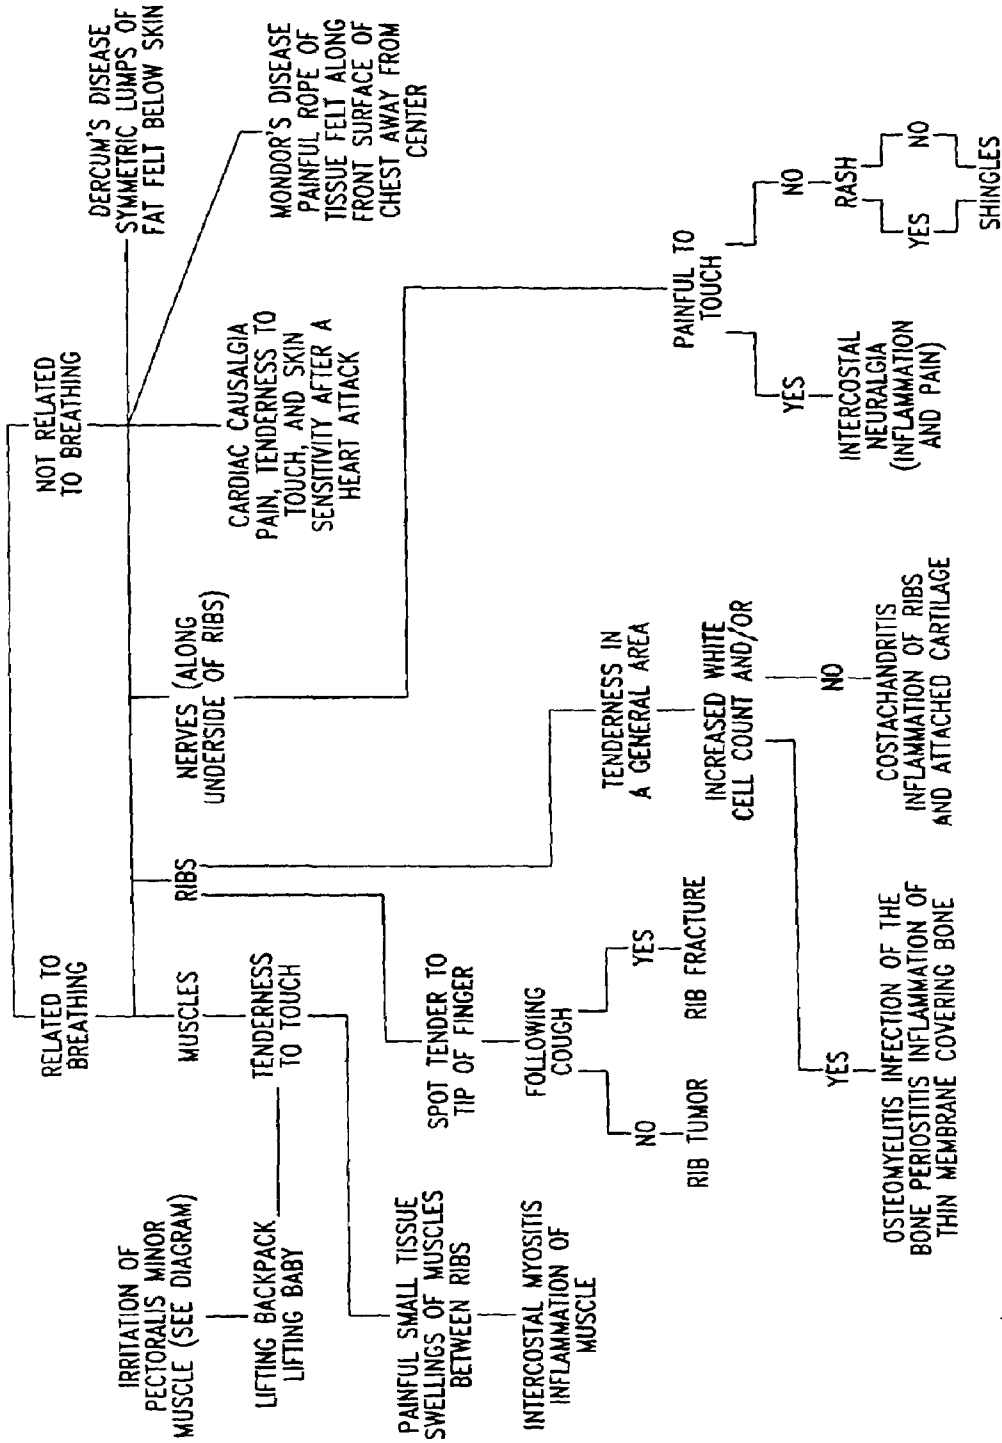 RELATED TO
BREATHING
NOT RELATED
TO BREATHING
MUSCLES
RIBS
NERVES (ALONG
UNDERSIDE OF RIBS)
CARDIAC CAUSALGIA
PAIN, TENDERNESS TO
TOUCH, AND SKIN
SENSITIVITY AFTER A
HEART ATTACK
MONDOR'S DISEASE
PAINFUL ROPE OF
TISSUE FELT ALONG
FRONT SURFACE OF
CHEST AWAY FROM
CENTER
DERCUM'S DISEASE
SYMMETRIC LUMPS OF
FAT FELT BELOW SKIN
IRRITATION OF
PECTORALIS MINOR
MUSCLE (SEE DIAGRAM)
LIFTING BACKPACK
LIFTING BABY
TENDERNESS
TO TOUCH
PAINFUL SMALL TISSUE
SWELLINGS OF MUSCLES
BETWEEN RIBS
INTERCOSTAL MYOSITIS
INFLAMMATION OF
MUSCLE
SPOT TENDER TO
TIP OF FINGER
FOLLOWING
COUGH
NO
YES
RIB TUMOR
RIB FRACTURE
TENDERNESS IN
A GENERAL AREA
INCREASED WHITE
CELL COUNT AND/OR
YES
NO
OSTEOMYELITIS INFECTION OF THE
BONE PERIOSTITIS INFLAMMATION OF
THIN MEMBRANE COVERING BONE
COSTACHANDRITIS
INFLAMMATION OF RIBS
AND ATTACHED CARTILAGE
PAINFUL TO
TOUCH
YES
NO
INTERCOSTAL
NEURALGIA
(INFLAMMATION
AND PAIN)
RASH
YES
NO
SHINGLES